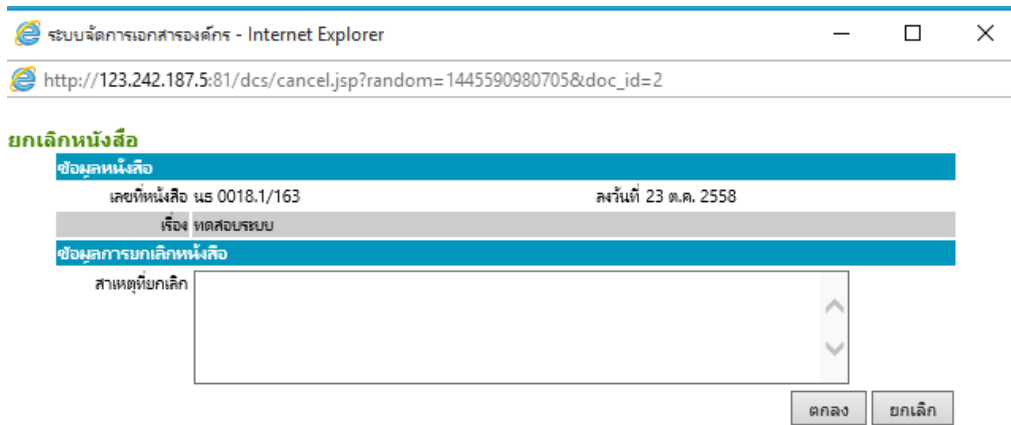 ระบบจัดการเอกสารองค์กร - Internet Explorer
http://123.242.187.5:81/dcs/cancel.jsp?random=1445590980705&doc_id=2
ยกเลิกหนังสือ
ข้อมูลหนังสือ
เลขที่หนังสือ นร 0018.1/163 ลงวันที่ 23 ต.ค. 2558
เรื่อง ทดสอบระบบ
ข้อมูลการยกเลิกหนังสือ
สาเหตุที่ยกเลิก
ตกลง ยกเลิก